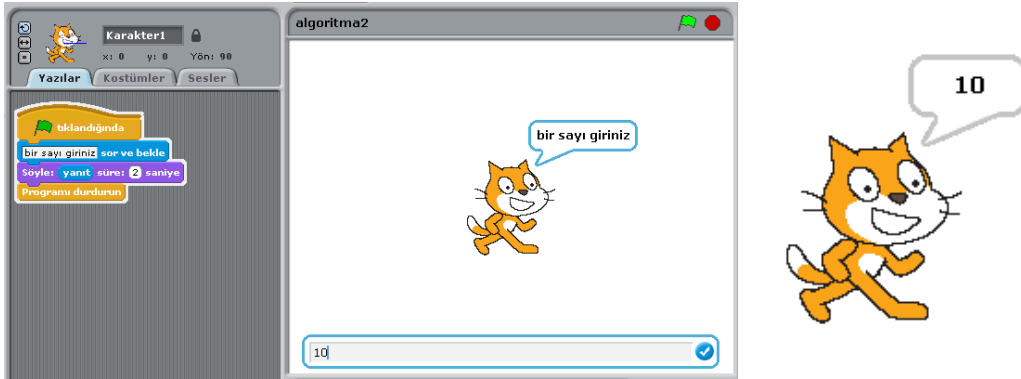 Karakter1
x: 0 y: 0 Yön: 90
Yazılar Kostümler Sesler
tıklandığında
bir sayı giriniz sor ve bekle
Söyle: yanıt süre: 2 saniye
Programı durdurun
algoritma2
bir sayı giriniz
10
10